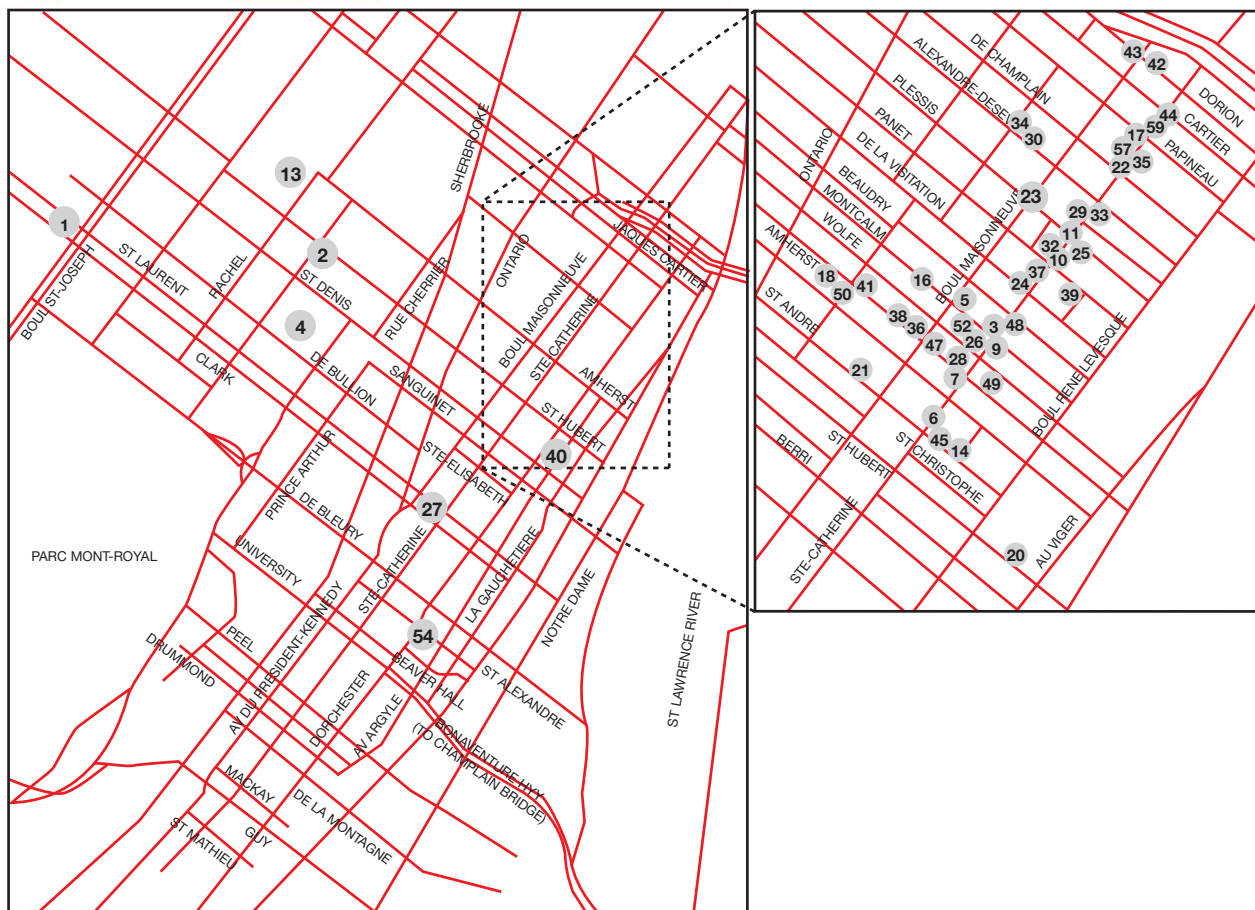 SHERBROOKE
13
1
BOUL ST-JOSEPH
ST LAURENT
RACHEL
2
ST DENIS
4
RUE CHERRIER
ONTARIO
BOUL MAISONNEUVE
STE-CATHERINE
JAQUES CARTIER
CLARK
DE BULLION
SANGUINET
AMHERST
ST HUBERT
40
STE-ELISABETH
PRINCE ARTHUR
DE BLEURY
27
UNIVERSITY
PARC MONT-ROYAL
STE-CATHERINE
LA GAUCHETIERE
NOTRE DAME
ST LAWRENCE RIVER
AV DU PRESIDENT-KENNEDY
PEEL
DRUMMOND
54
BEAVER HALL
ST ALEXANDRE
DORCHESTER
AV ARGYLE
BONAVENTURE HYY
(TO CHAMPLAIN BRIDGE)
MACKAY
DE LA MONTAGNE
GUY
ST MATHIEU
DE CHAMPLAIN
ALEXANDRE-DESEV
PLESSIS
PANET
DE LA VISITATION
BEAUDRY
MONTCALM
WOLFE
AMHERST
ST ANDRE
ONTARIO
43
42
DORION
CARTIER
PAPINEAU
44
59
17
57
35
22
34
30
23
BOUL MAISONNEUVE
29
33
11
32
10
25
37
24
39
18
50
41
16
5
38
36
52
3
48
47
26
9
28
7
49
21
BOUL RENE LEVESQUE
6
45
14
ST CHRISTOPHE
ST HUBERT
BERRI
STE-CATHERINE
20
AU VIGER